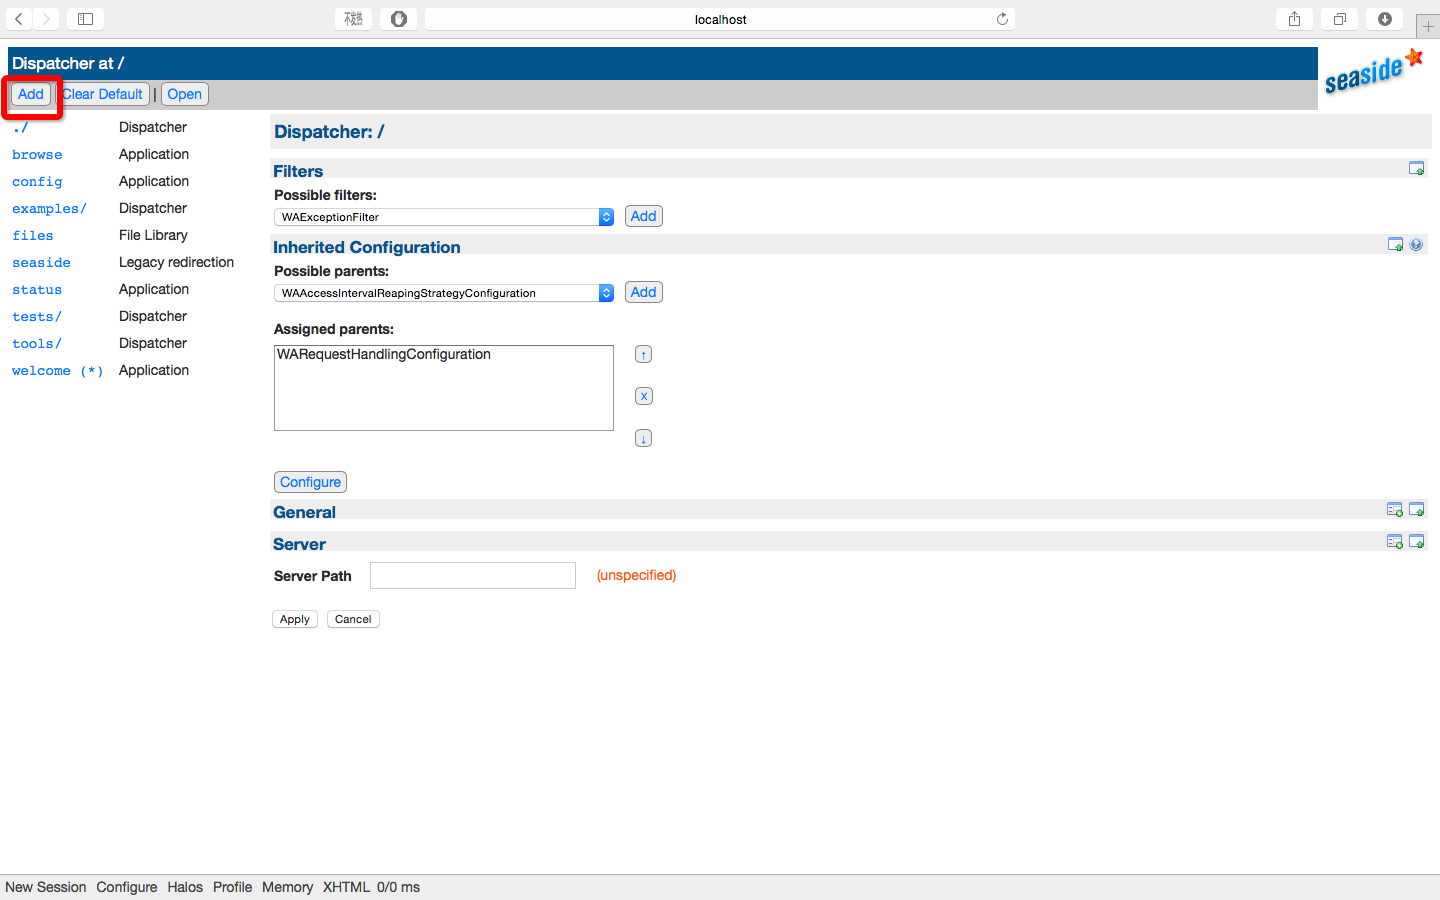 localhost
Dispatcher at /
seaside
Add Clear Default | Open
./ Dispatcher
browse Application
config Application
examples/ Dispatcher
files File Library
seaside Legacy redirection
status Application
tests/ Dispatcher
tools/ Dispatcher
welcome (*) Application
Dispatcher: /
Filters
Possible filters:
WAExceptionFilter Add
Inherited Configuration
Possible parents:
WAAccessIntervalReapingStrategyConfiguration Add
Assigned parents:
WARequestHandlingConfiguration
↑
x
↓
Configure
General
Server
Server Path (unspecified)
Apply Cancel
New Session Configure Halos Profile Memory XHTML 0/0 ms